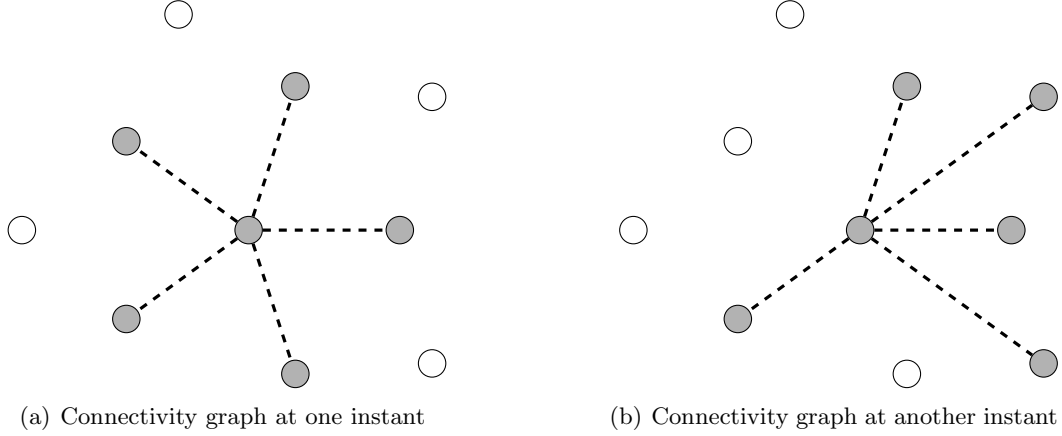 (a) Connectivity graph at one instant
(b) Connectivity graph at another instant